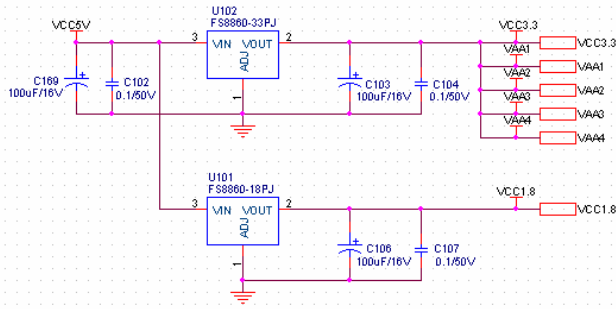 VCC5V
U102
FS8860-33PJ
3
VIN
VOUT
2
ADJ
1
C169
100uF/16V
C102
0.1/50V
C103
100uF/16V
C104
0.1/50V
VCC3.3
VAA1
VAA2
VAA3
VAA4
VCC3.3
VAA1
VAA2
VAA3
VAA4
U101
FS8860-18PJ
3
VIN
VOUT
2
ADJ
1
C106
100uF/16V
C107
0.1/50V
VCC1.8
VCC1.8